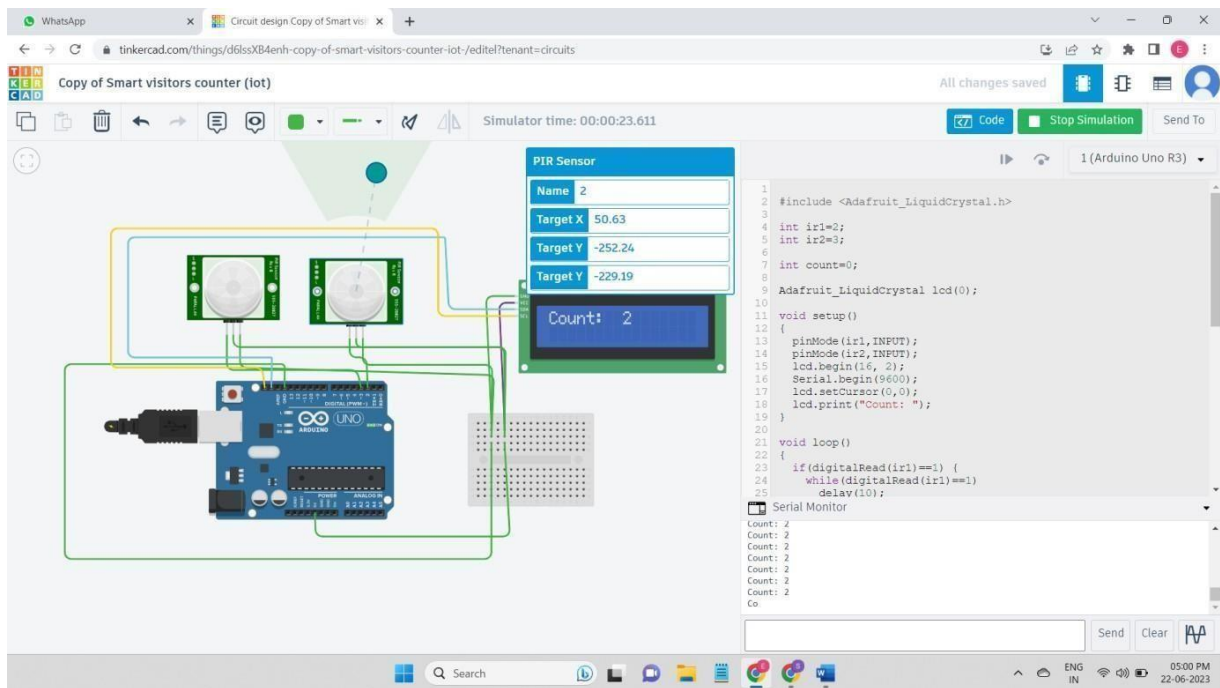 WhatsApp
Circuit design Copy of Smart visi
tinkercad.com/things/d6lssXB4enh-copy-of-smart-visitors-counter-iot-/editel?tenant=circuits
E
TINKERCAD
Copy of Smart visitors counter (iot)
All changes saved
Simulator time: 00:00:23.611
Code
Stop Simulation
Send To
1 (Arduino Uno R3)
PIR Sensor
Name 2
Target X 50.63
Target Y -252.24
Target Y -229.19
Count: 2
DIGITAL (PWM ~)
UNO
ARDUINO
POWER
ANALOG IN
1
2 #include <Adafruit_LiquidCrystal.h>
3
4 int ir1=2;
5 int ir2=3;
6
7 int count=0;
8
9 Adafruit_LiquidCrystal lcd(0);
10
11 void setup()
12 {
13 pinMode(ir1,INPUT);
14 pinMode(ir2,INPUT);
15 lcd.begin(16, 2);
16 Serial.begin(9600);
17 lcd.setCursor(0,0);
18 lcd.print("Count: ");
19 }
20
21 void loop()
22 {
23 if(digitalRead(ir1)==1) {
24 while(digitalRead(ir1)==1)
25 delay(10);
Serial Monitor
Count: 2
Count: 2
Count: 2
Count: 2
Count: 2
Count: 2
Count: 2
Co
Send
Clear
Search
ENG
IN
05:00 PM
22-06-2023